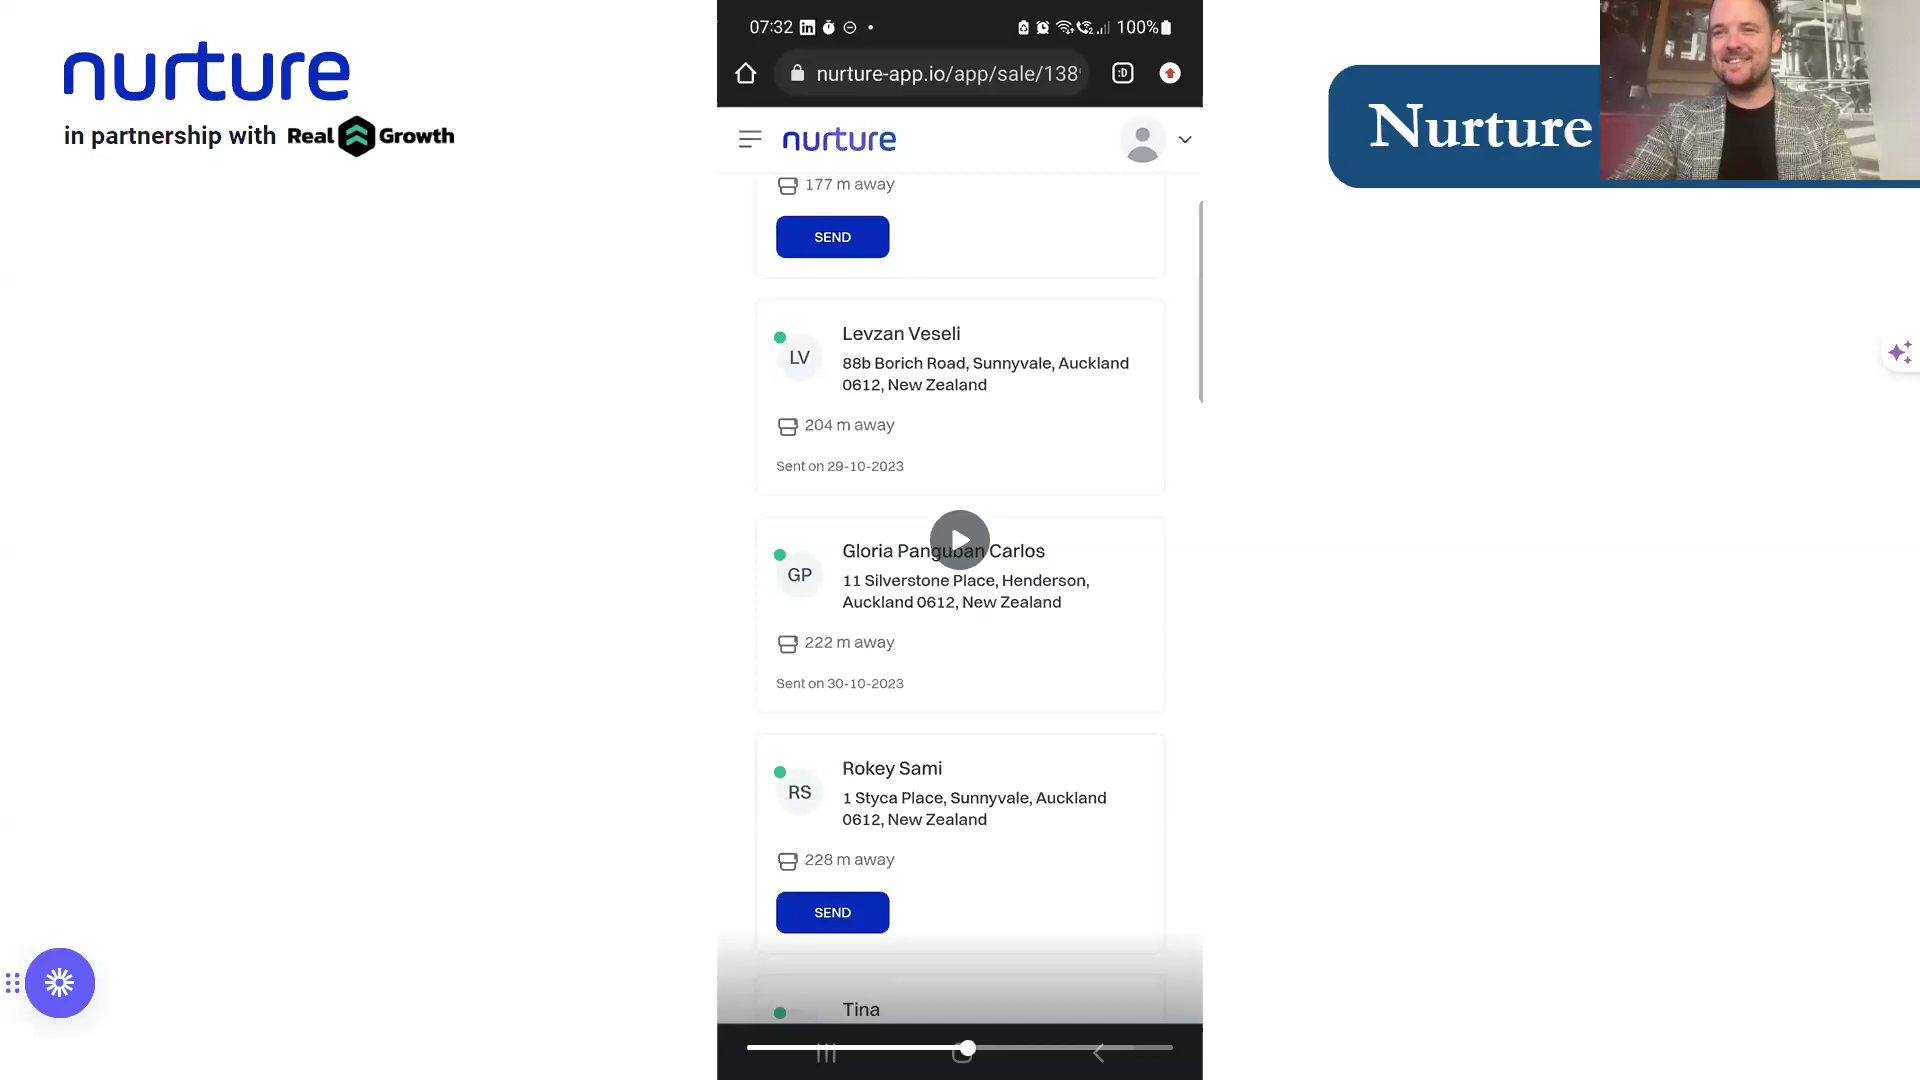 nurture
in partnership with Real Growth
07:32
100%
nurture-app.io/app/sale/138
:D
nurture
177 m away
SEND
LV
Levzan Veseli
88b Borich Road, Sunnyvale, Auckland
0612, New Zealand
204 m away
Sent on 29-10-2023
GP
Gloria Panguban Carlos
11 Silverstone Place, Henderson,
Auckland 0612, New Zealand
222 m away
Sent on 30-10-2023
RS
Rokey Sami
1 Styca Place, Sunnyvale, Auckland
0612, New Zealand
228 m away
SEND
Tina
Nurture